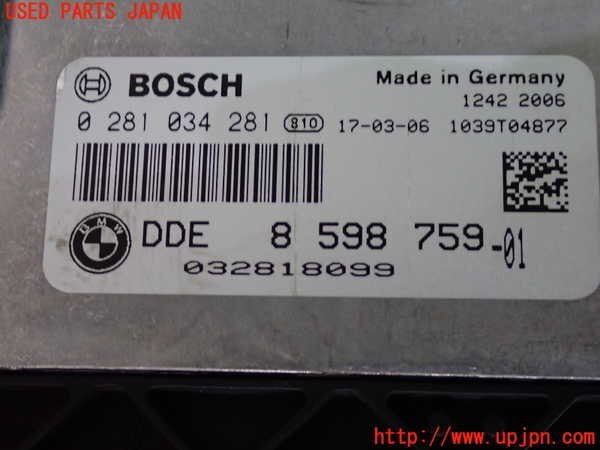 USED PARTS JAPAN
BOSCH
Made in Germany
1242 2006
0 281 034 281 810 17-03-06 1039T04877
BMW
DDE 8 598 759-01
032818099
http://www.upjpn.com/